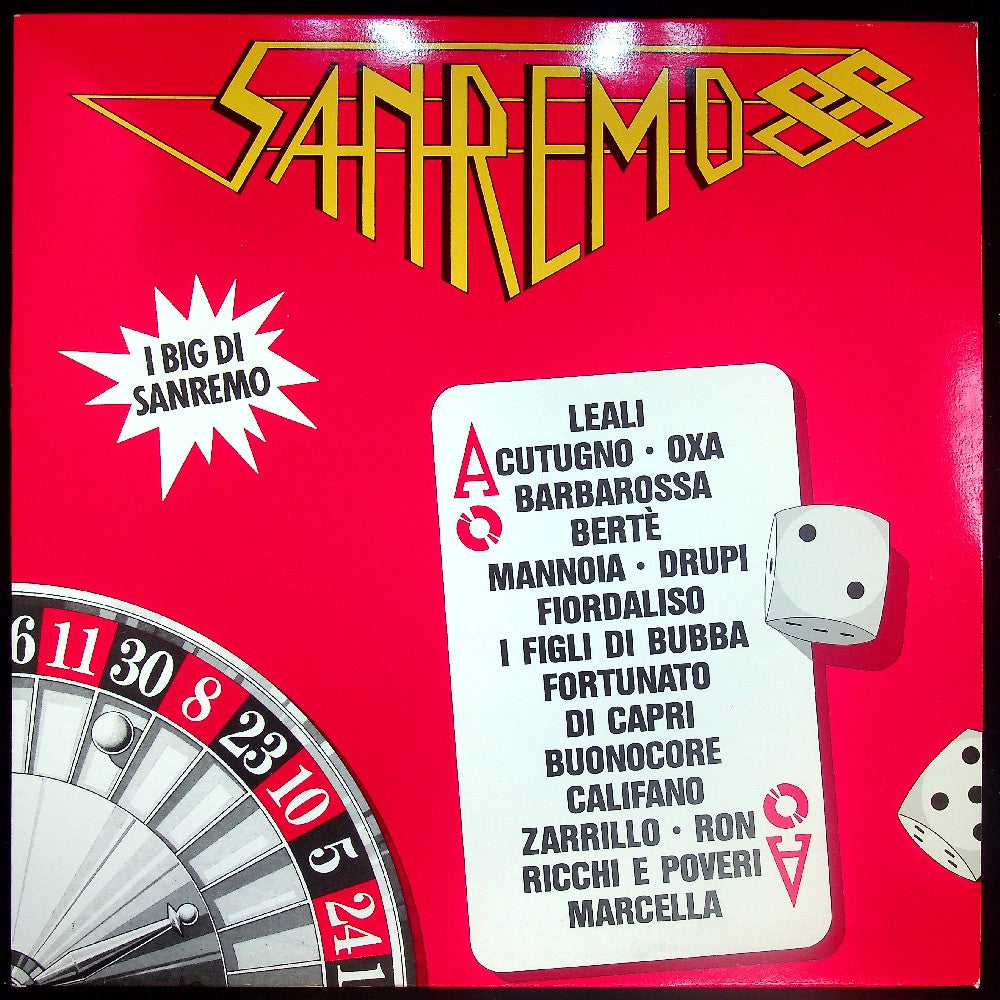 SANREMO 88
I BIG DI
SANREMO
A
LEALI
CUTUGNO · OXA
BARBAROSSA
BERTÈ
MANNOIA · DRUPI
FIORDALISO
I FIGLI DI BUBBA
FORTUNATO
DI CAPRI
BUONOCORE
CALIFANO
ZARRILLO · RON
RICCHI E POVERI
MARCELLA
A
6 11 30 8 23 10 5 24 1